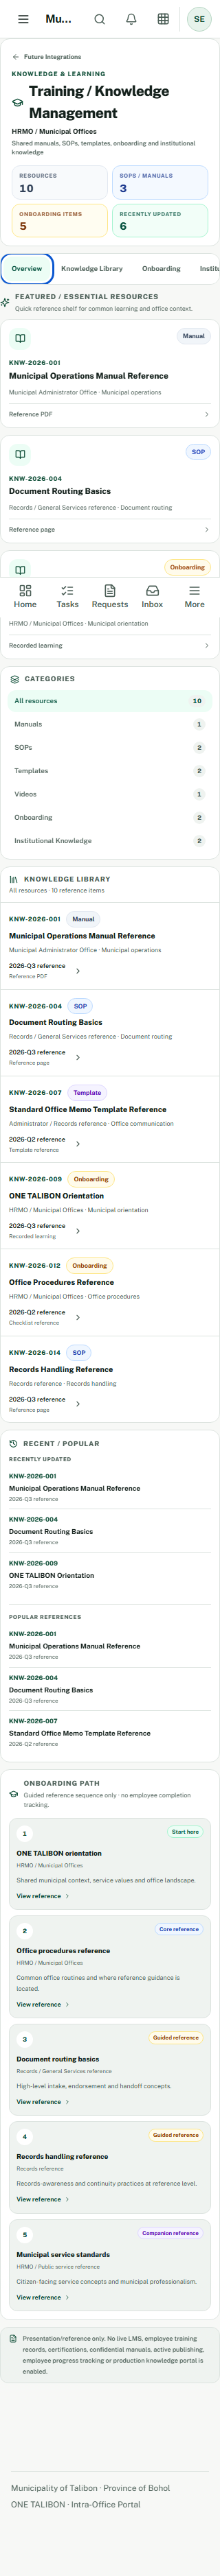 Mu...
SE
Future Integrations
KNOWLEDGE & LEARNING
Training / Knowledge
Management
HRMO / Municipal Offices
Shared manuals, SOPs, templates, onboarding and institutional
knowledge
RESOURCES
10
SOPS / MANUALS
3
ONBOARDING ITEMS
5
RECENTLY UPDATED
6
Overview
Knowledge Library
Onboarding
Institu
FEATURED / ESSENTIAL RESOURCES
Quick reference shelf for common learning and office context.
Manual
KNW-2026-001
Municipal Operations Manual Reference
Municipal Administrator Office · Municipal operations
Reference PDF
SOP
KNW-2026-004
Document Routing Basics
Records / General Services reference · Document routing
Reference page
Onboarding
Home
Tasks
Requests
Inbox
More
HRMO / Municipal Offices · Municipal orientation
Recorded learning
CATEGORIES
All resources
10
Manuals
1
SOPs
2
Templates
2
Videos
1
Onboarding
2
Institutional Knowledge
2
KNOWLEDGE LIBRARY
All resources · 10 reference items
KNW-2026-001
Manual
Municipal Operations Manual Reference
Municipal Administrator Office · Municipal operations
2026-Q3 reference
Reference PDF
KNW-2026-004
SOP
Document Routing Basics
Records / General Services reference · Document routing
2026-Q3 reference
Reference page
KNW-2026-007
Template
Standard Office Memo Template Reference
Administrator / Records reference · Office communication
2026-Q2 reference
Template reference
KNW-2026-009
Onboarding
ONE TALIBON Orientation
HRMO / Municipal Offices · Municipal orientation
2026-Q3 reference
Recorded learning
KNW-2026-012
Onboarding
Office Procedures Reference
HRMO / Municipal Offices · Office procedures
2026-Q2 reference
Checklist reference
KNW-2026-014
SOP
Records Handling Reference
Records reference · Records handling
2026-Q3 reference
Reference page
RECENT / POPULAR
RECENTLY UPDATED
KNW-2026-001
Municipal Operations Manual Reference
2026-Q3 reference
KNW-2026-004
Document Routing Basics
2026-Q3 reference
KNW-2026-009
ONE TALIBON Orientation
2026-Q3 reference
POPULAR REFERENCES
KNW-2026-001
Municipal Operations Manual Reference
2026-Q3 reference
KNW-2026-004
Document Routing Basics
2026-Q3 reference
KNW-2026-007
Standard Office Memo Template Reference
2026-Q2 reference
ONBOARDING PATH
Guided reference sequence only · no employee completion
tracking.
1
Start here
ONE TALIBON orientation
HRMO / Municipal Offices
Shared municipal context, service values and office landscape.
View reference
2
Core reference
Office procedures reference
HRMO / Municipal Offices
Common office routines and where reference guidance is
located.
View reference
3
Guided reference
Document routing basics
Records / General Services reference
High-level intake, endorsement and handoff concepts.
View reference
4
Guided reference
Records handling reference
Records reference
Records-awareness and continuity practices at reference level.
View reference
5
Companion reference
Municipal service standards
HRMO / Public service reference
Citizen-facing service concepts and municipal professionalism.
View reference
Presentation/reference only. No live LMS, employee training
records, certifications, confidential manuals, active publishing,
employee progress tracking or production knowledge portal is
enabled.
Municipality of Talibon · Province of Bohol
ONE TALIBON · Intra-Office Portal